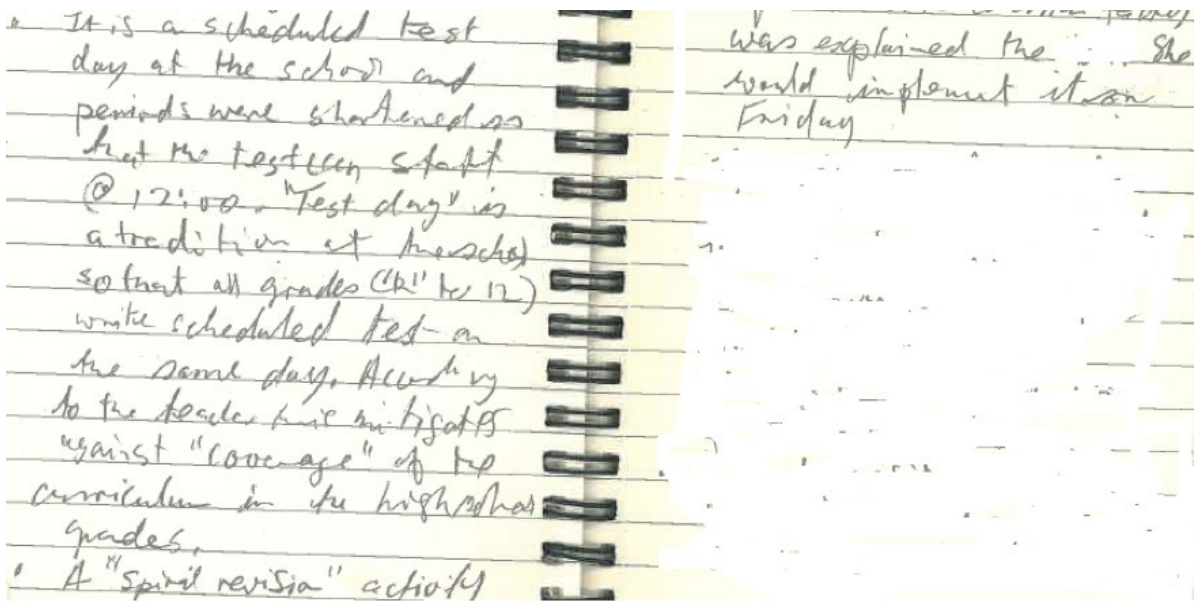 • It is a scheduled test
day at the school and
periods were shortened so
that the test can start
@ 12:00. "Test day" is
a tradition at the school
so that all grades ("R" to 12)
write scheduled test on
the same day. According
to the teacher this mitigates
against "coverage" of the
curriculum in the high school
grades.
• A "spiral revision" activity
was explained the She
would implement it on
Friday